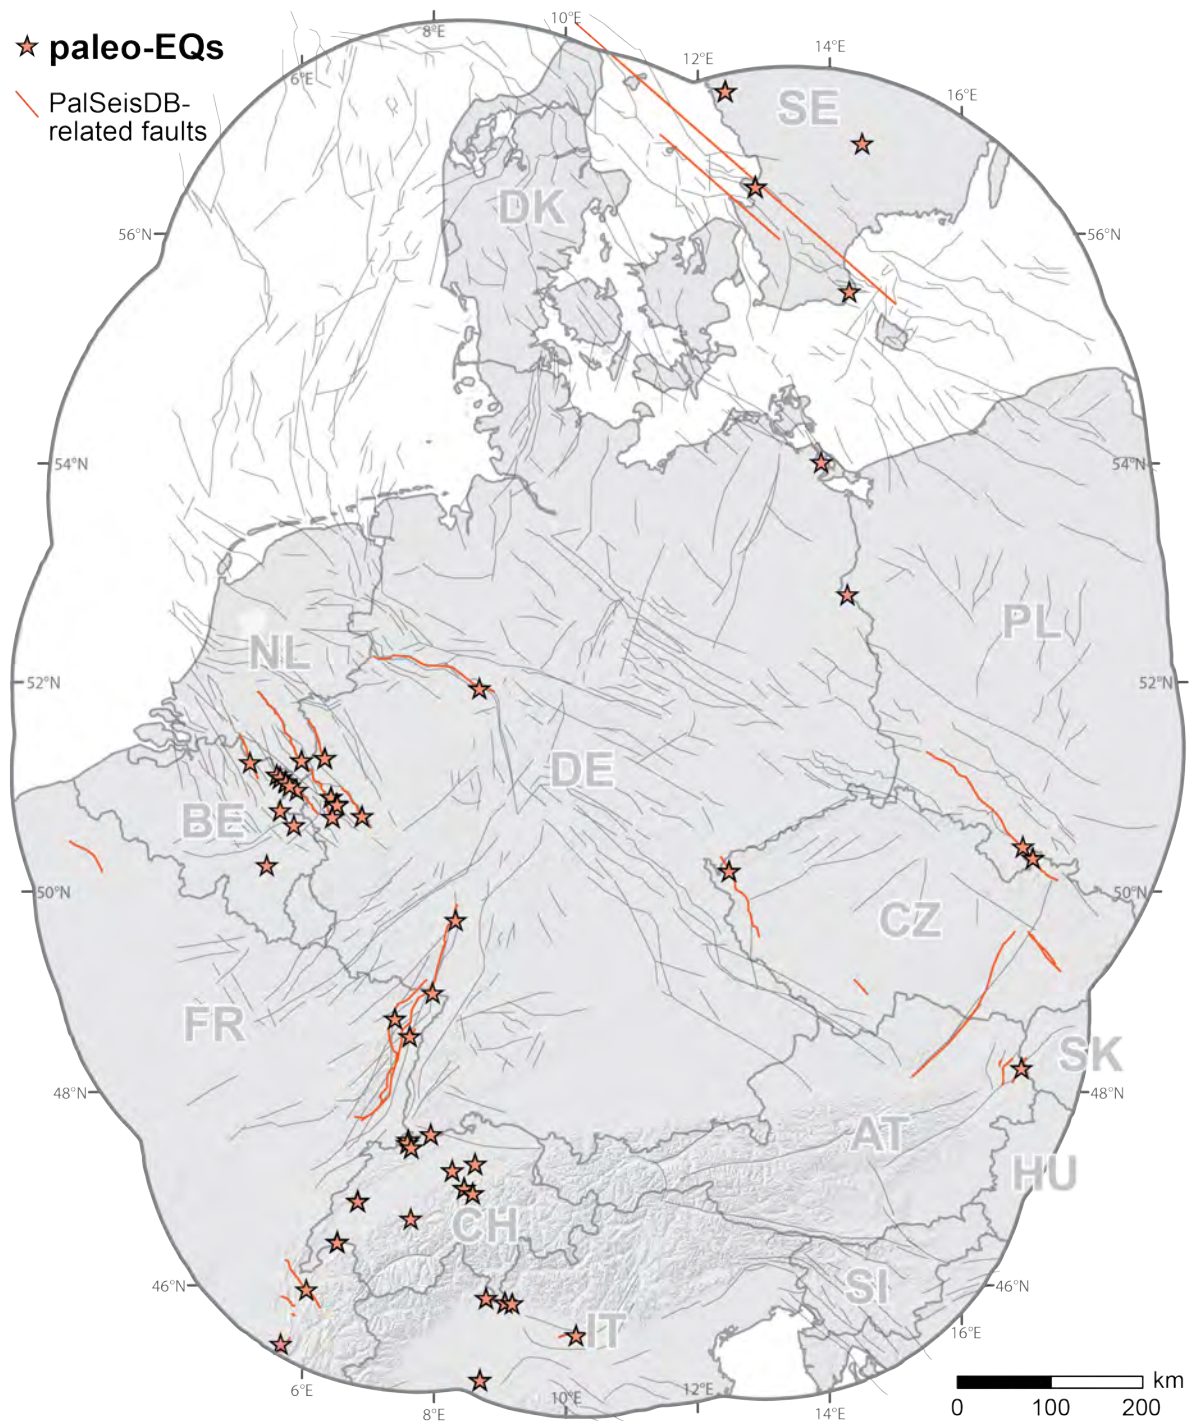 paleo-EQs
PalSeisDB-
related faults
8°E
10°E
6°E
12°E
14°E
16°E
SE
DK
56°N
56°N
54°N
54°N
NL
PL
52°N
52°N
DE
BE
50°N
50°N
CZ
FR
SK
48°N
48°N
AT
HU
CH
46°N
46°N
SI
IT
16°E
6°E
8°E
10°E
12°E
14°E
km
0 100 200